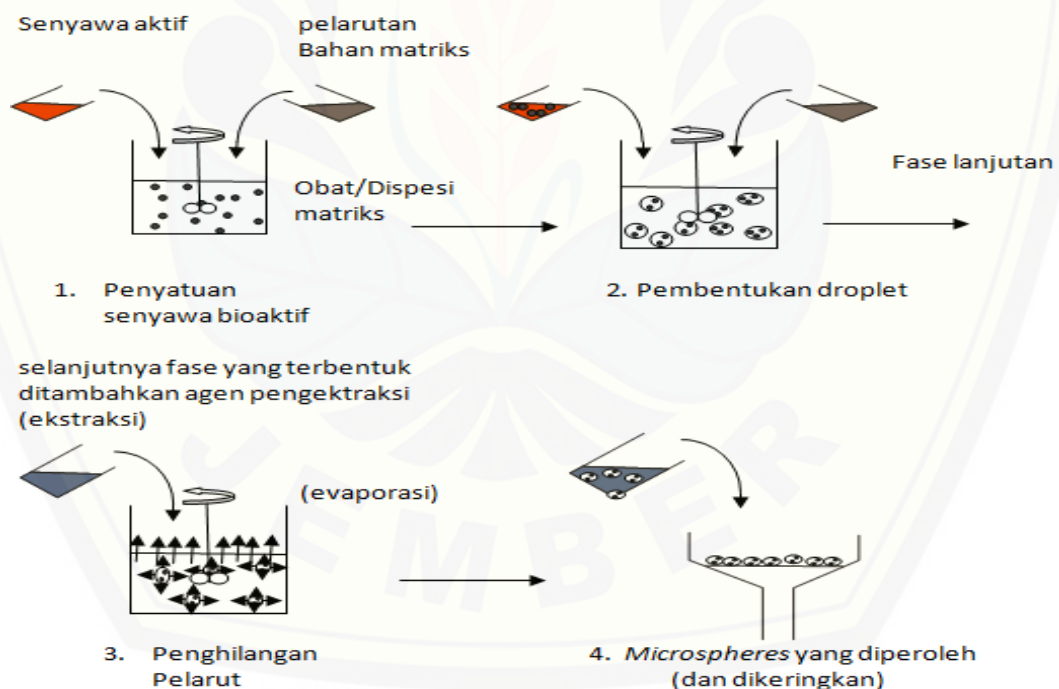 Senyawa aktif
pelarutan
Bahan matriks
Obat/Dispesi
matriks
Fase lanjutan
1. Penyatuan
senyawa bioaktif
2. Pembentukan droplet
selanjutnya fase yang terbentuk
ditambahkan agen pengektraksi
(ekstraksi)
(evaporasi)
3. Penghilangan
Pelarut
4. Microspheres yang diperoleh
(dan dikeringkan)
JEMBER